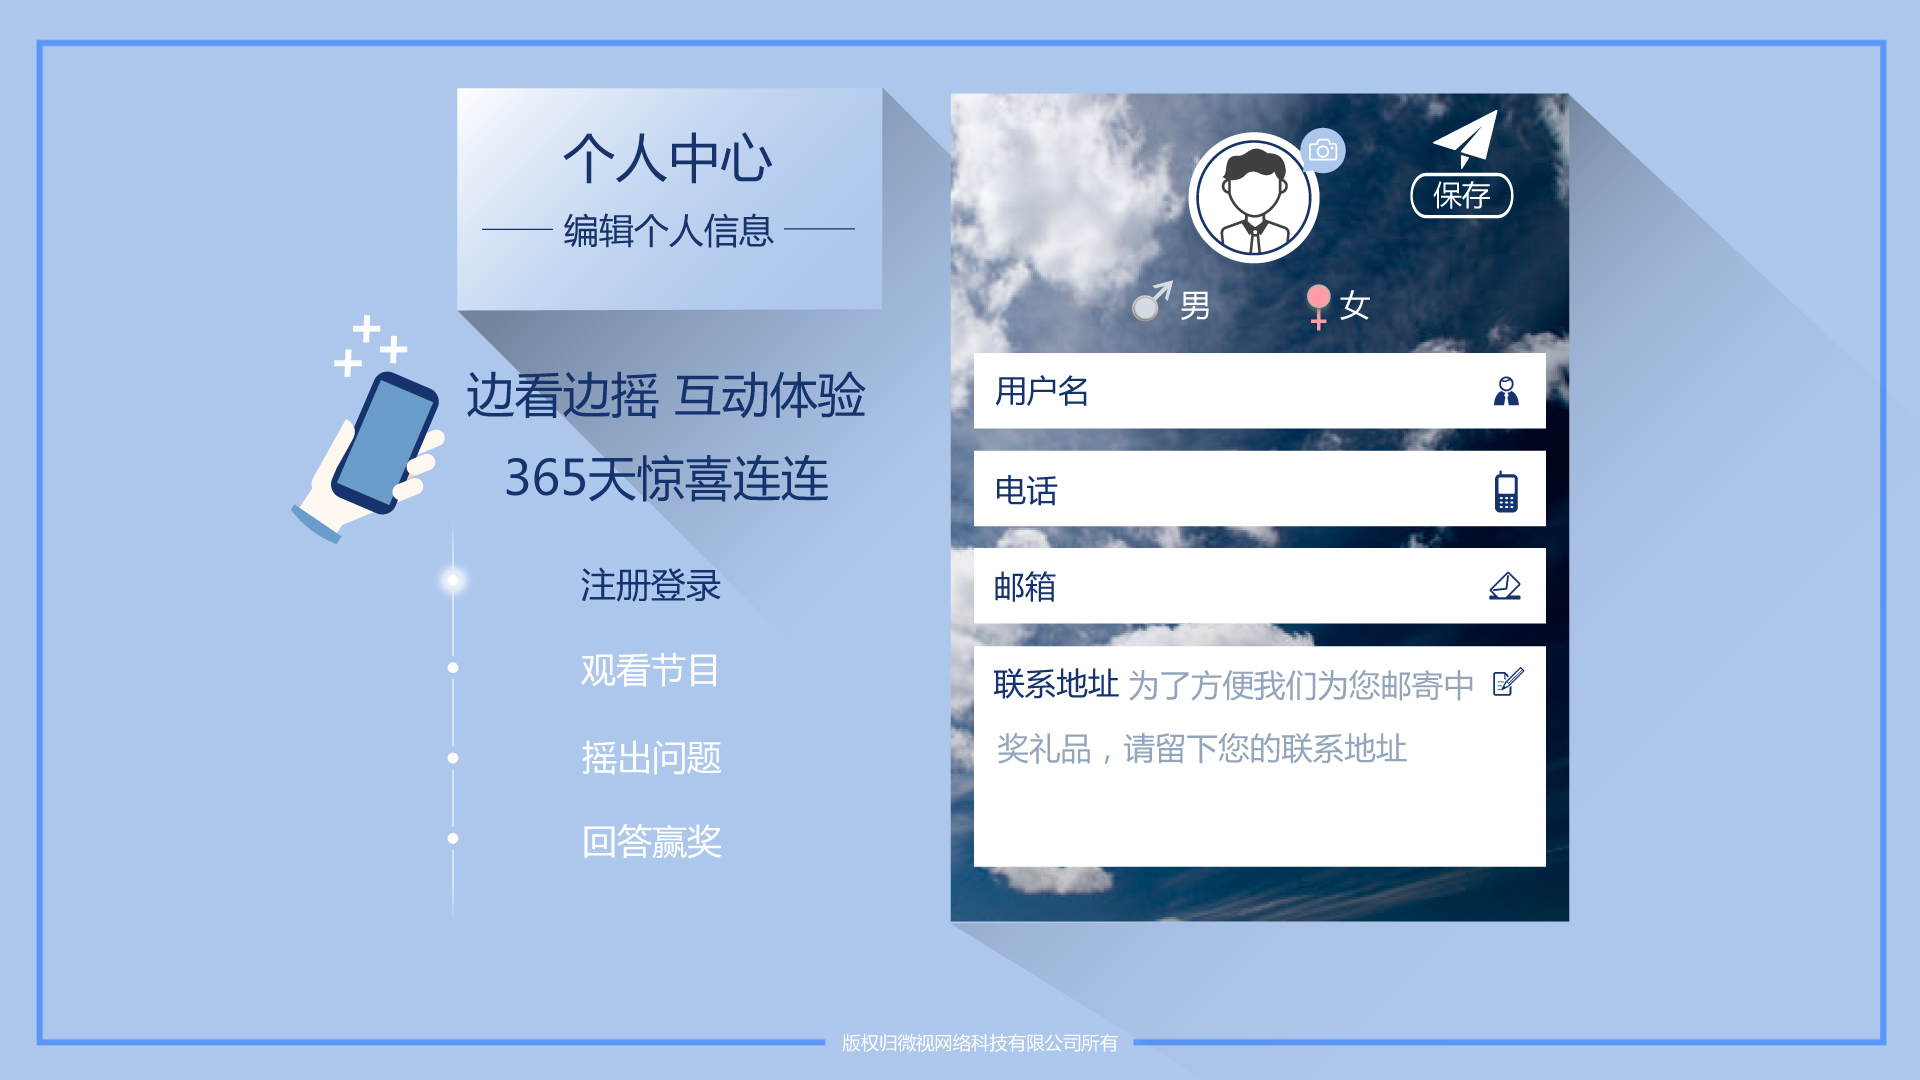 个人中心
编辑个人信息
边看边摇 互动体验
365天惊喜连连
注册登录
观看节目
摇出问题
回答赢奖
保存
男
女
用户名
电话
邮箱
联系地址 为了方便我们为您邮寄中
奖礼品，请留下您的联系地址
版权归微视网络科技有限公司所有